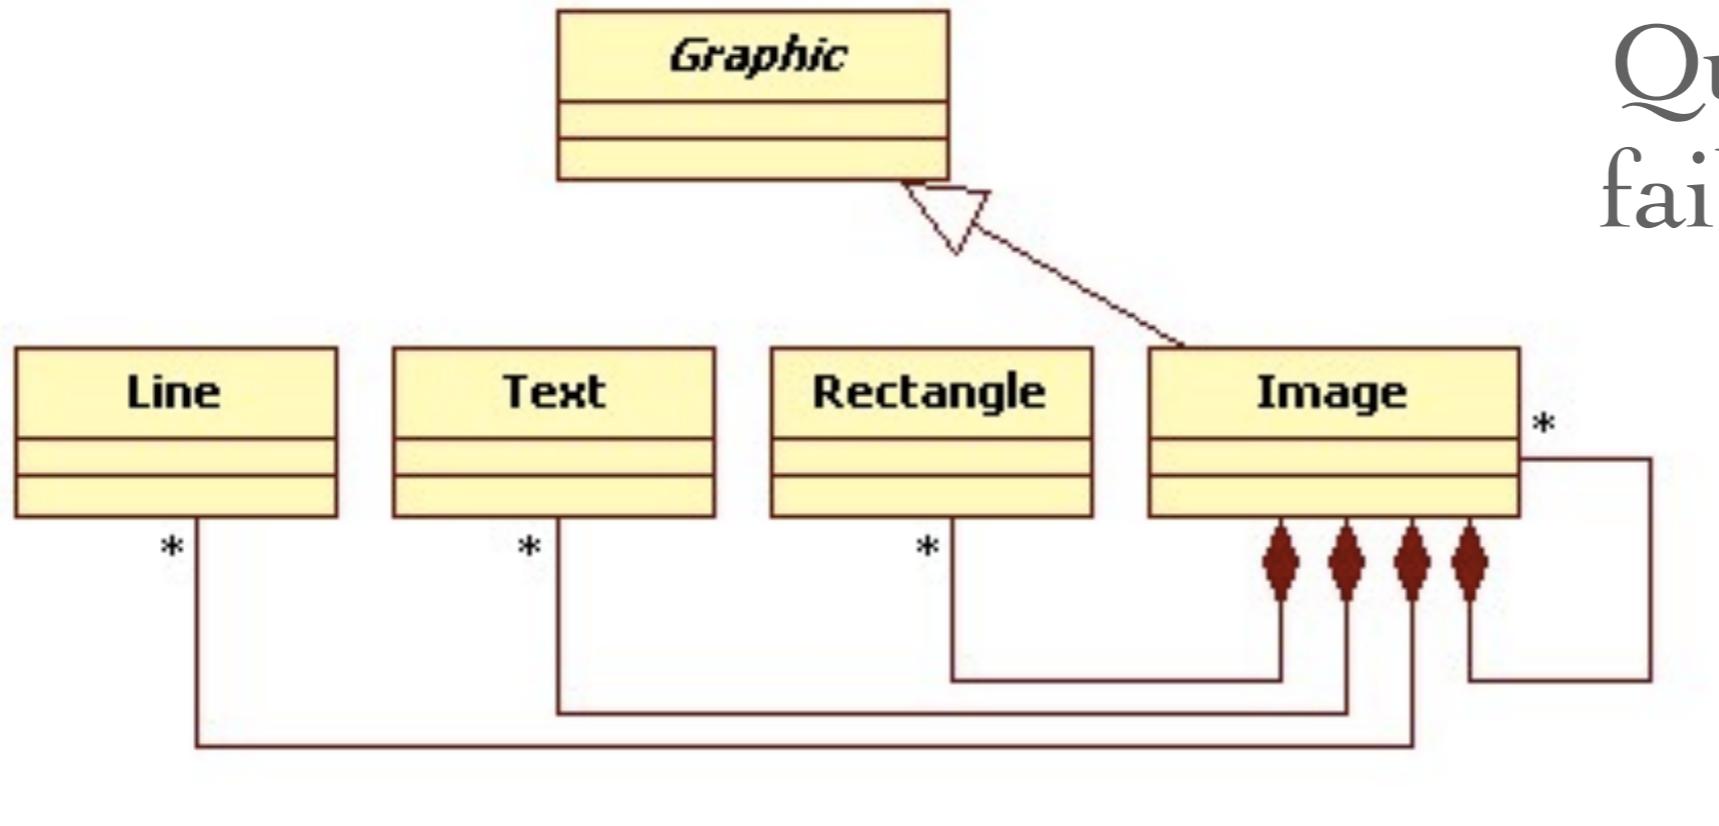 Graphic
Line
Text
Rectangle
Image
*
*
*
*